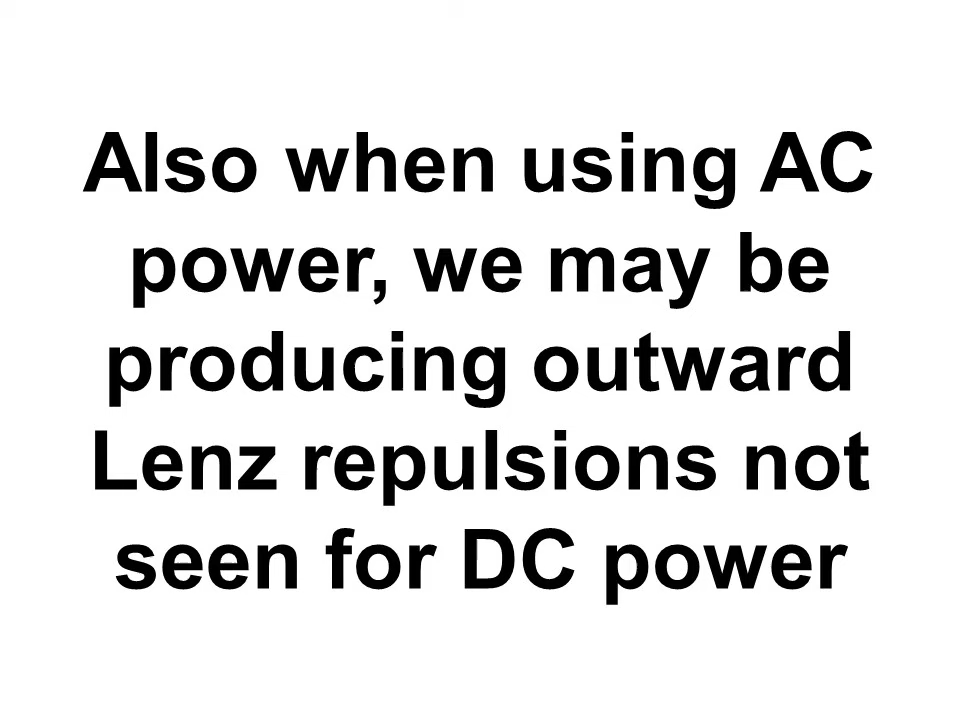 Also when using AC
power, we may be
producing outward
Lenz repulsions not
seen for DC power